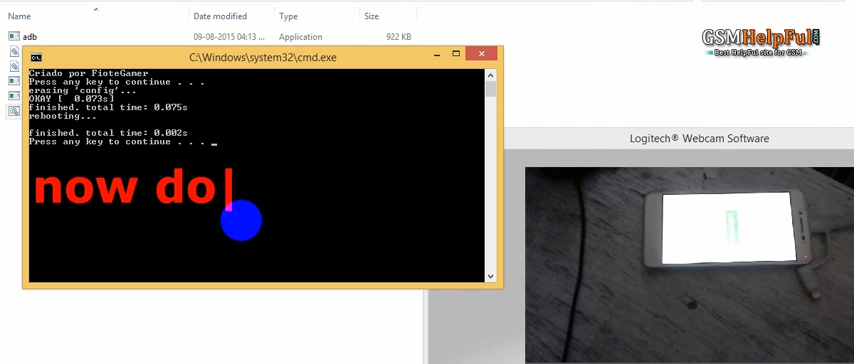 Name
Date modified
Type
Size
adb
09-08-2015 04:13 ...
Application
922 KB
GSMHelpFul.COM
Best HelpFul site for GSM
C:\Windows\system32\cmd.exe
Criado por FioteGamer
Press any key to continue . . .
erasing 'config'...
OKAY [  0.073s]
finished. total time: 0.075s
rebooting...
finished. total time: 0.002s
Press any key to continue . . . _
now do
Logitech® Webcam Software